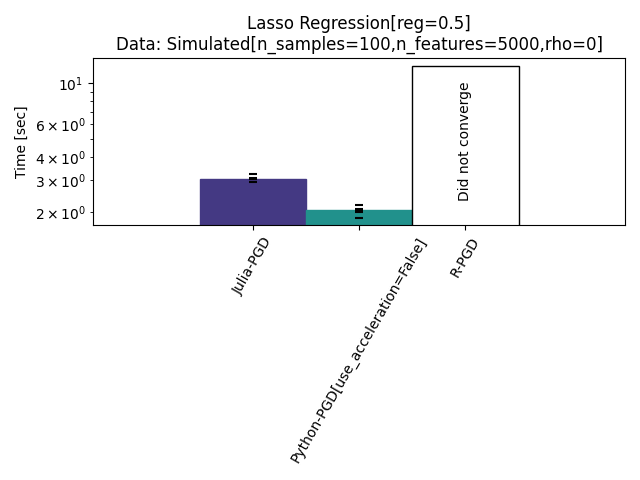 Lasso Regression[reg=0.5]
Data: Simulated[n_samples=100,n_features=5000,rho=0]
Time [sec]
10¹
6×10⁰
4×10⁰
3×10⁰
2×10⁰
Did not converge
Julia-PGD
Python-PGD[use_acceleration=False]
R-PGD